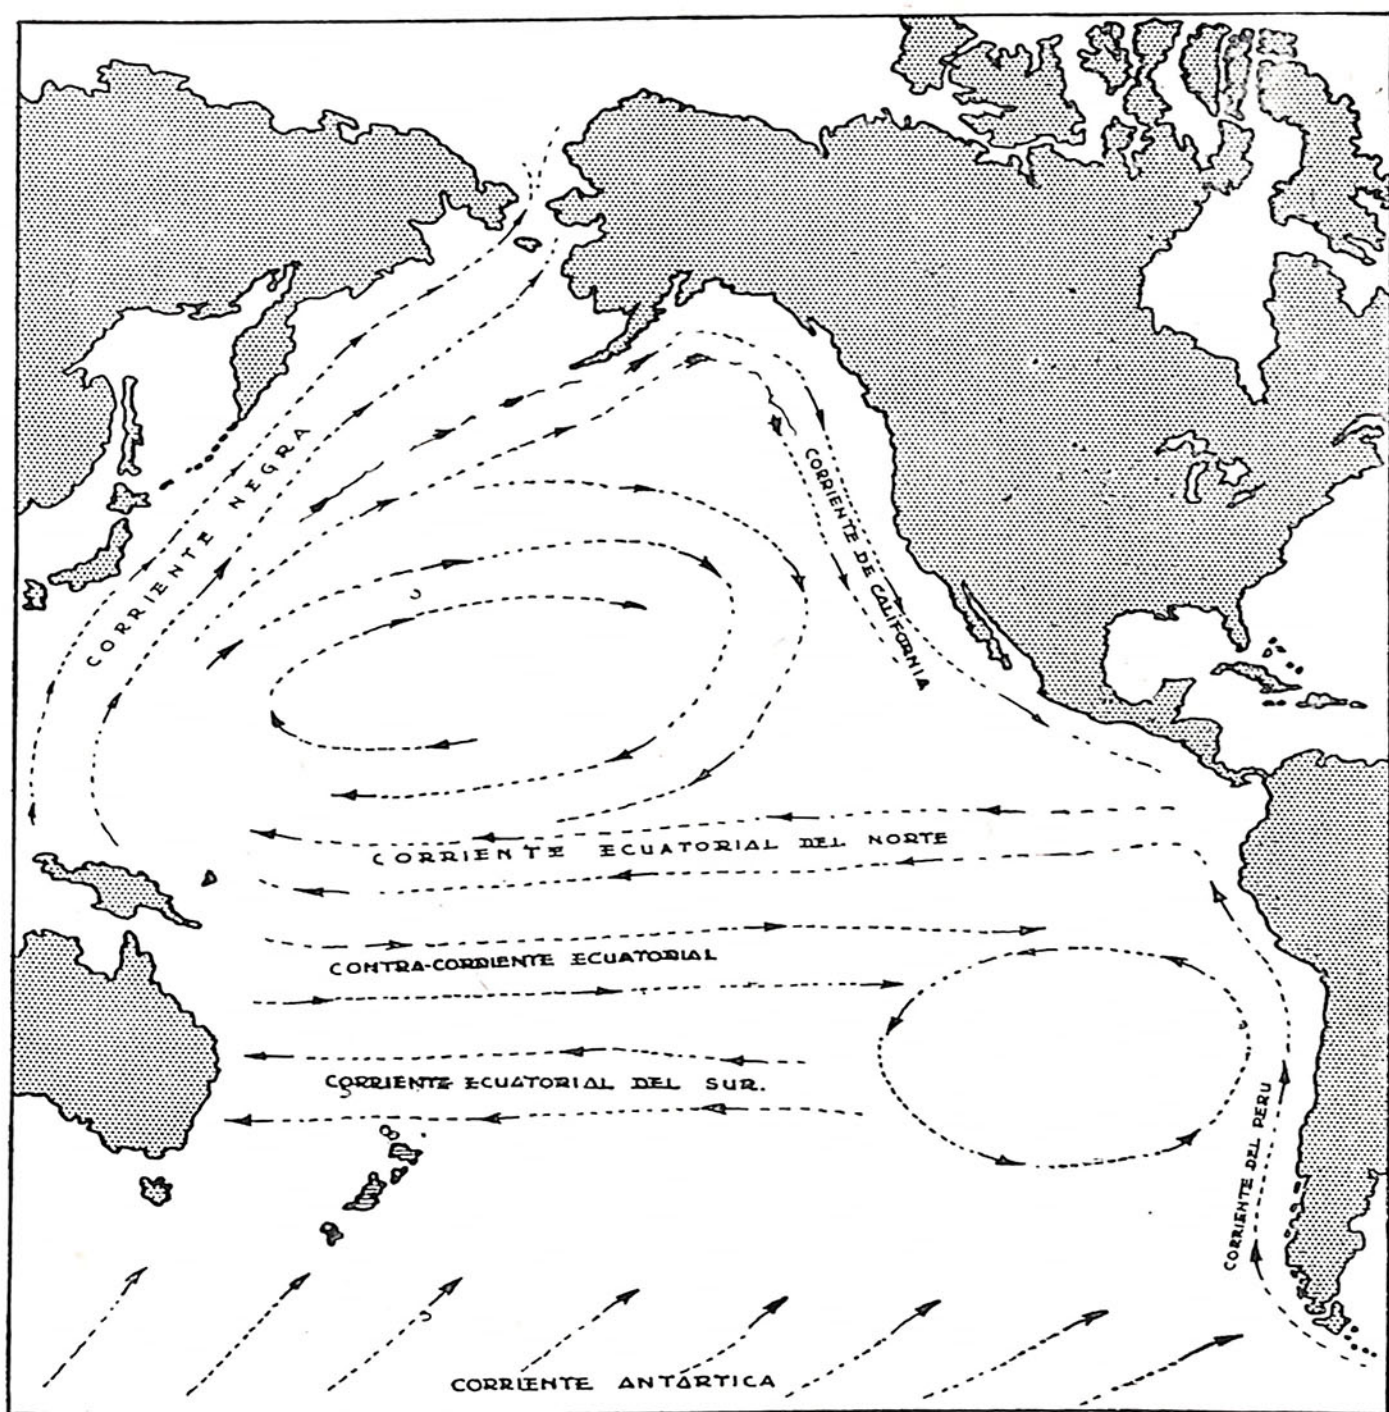 CORRIENTE NEGRA
CORRIENTE DE CALIFORNIA
CORRIENTE ECUATORIAL DEL NORTE
CONTRA-CORRIENTE ECUATORIAL
CORRIENTE ECUATORIAL DEL SUR.
CORRIENTE DEL PERU
CORRIENTE ANTÁRTICA